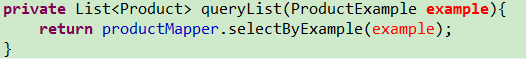 private List<Product> queryList(ProductExample example){
    return productMapper.selectByExample(example);
}